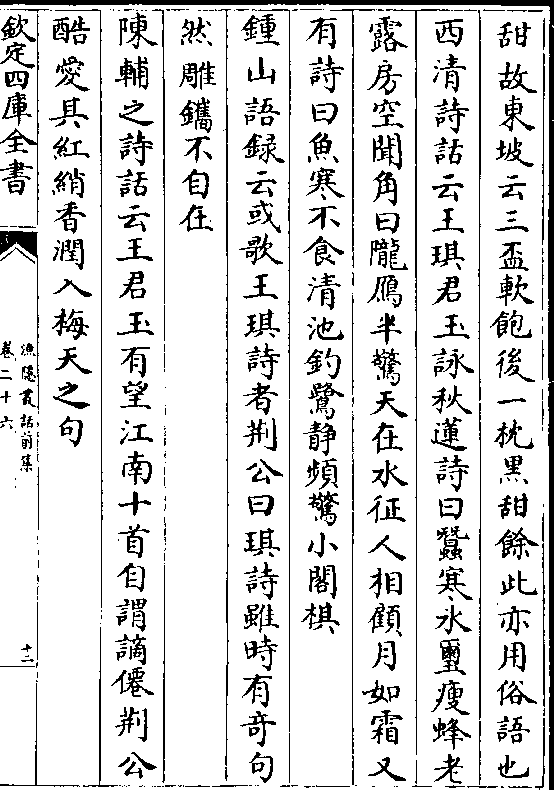 甜故東坡云三盃軟飽後一枕黑甜餘此亦用俗語也
西清詩話云王琪君玉詠秋蓮詩曰蠶寒氷璽瘦蜂老
露房空聞角曰隴鴈半驚天在水征人相顧月如霜又
有詩曰魚寒不食清池釣鷺静頻驚小閣棋
鍾山語録云或歌王琪詩者荆公曰琪詩雖時有竒句
然雕鐫不自在
陳輔之詩話云王君玉有望江南十首自謂謫僊荆公
酷愛其紅綃香潤入梅天之句
欽定四庫全書
漁隠叢話前集
卷二十六
十二